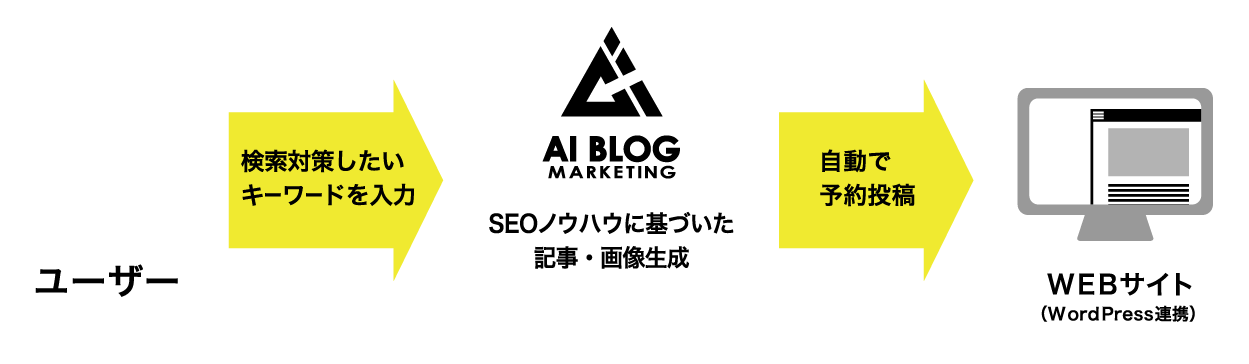 ユーザー
検索対策したい
キーワードを入力
AI BLOG
MARKETING
SEOノウハウに基づいた
記事・画像生成
自動で
予約投稿
WEBサイト
(WordPress連携)